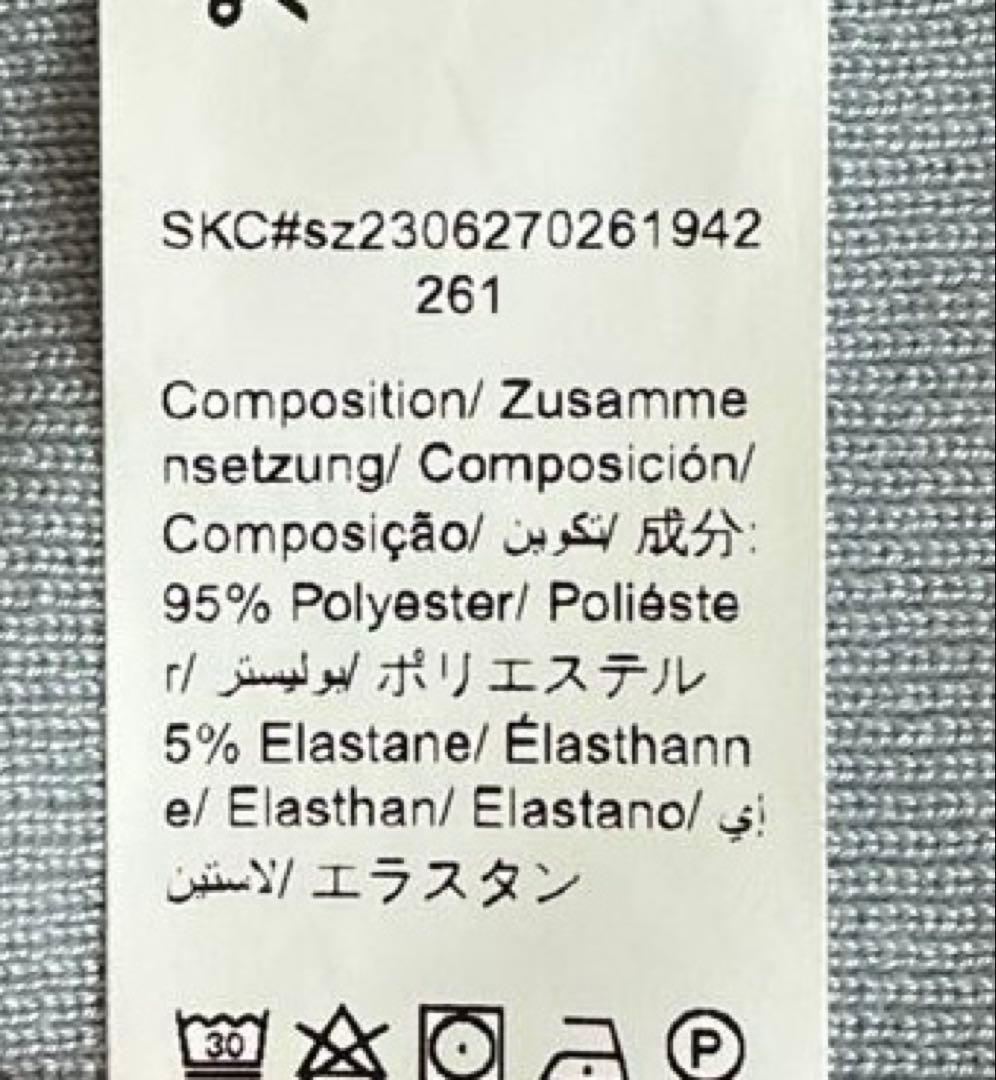 SKC#sz2306270261942
261
Composition/ Zusamme
nsetzung/ Composición/
Composição/ تكوين/ 成分:
95% Polyester/ Poliéste
r/ بوليستر/ ポリエステル
5% Elastane/ Élasthann
e/ Elasthan/ Elastano/ إي
لاستين/ エラスタン
30
P